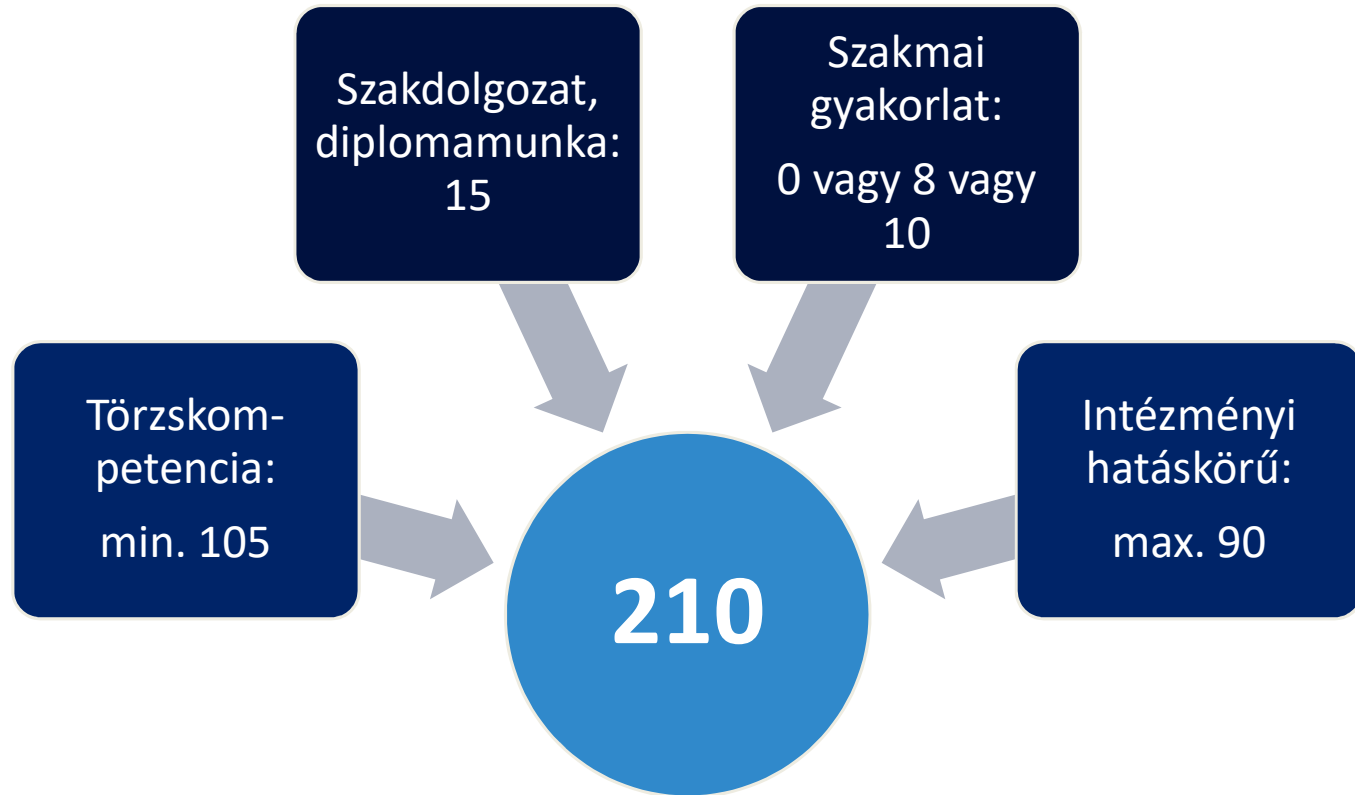 Szakdolgozat,
diplomamunka:
15
Szakmai
gyakorlat:
0 vagy 8 vagy
10
Törzskom-
petencia:
min. 105
Intézményi
hatáskörű:
max. 90
210